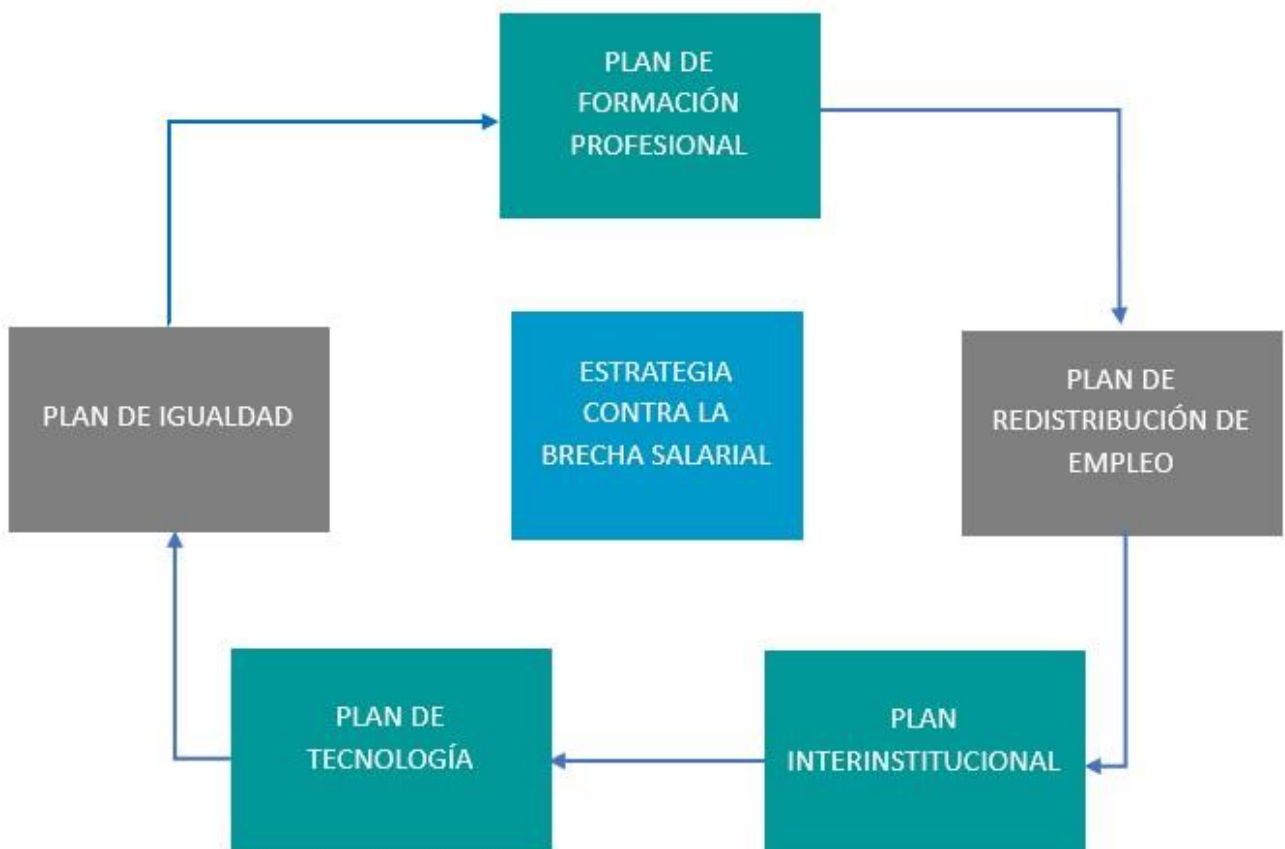 PLAN DE
FORMACIÓN
PROFESIONAL
PLAN DE IGUALDAD
ESTRATEGIA
CONTRA LA
BRECHA SALARIAL
PLAN DE
REDISTRIBUCIÓN DE
EMPLEO
PLAN DE
TECNOLOGÍA
PLAN
INTERINSTITUCIONAL